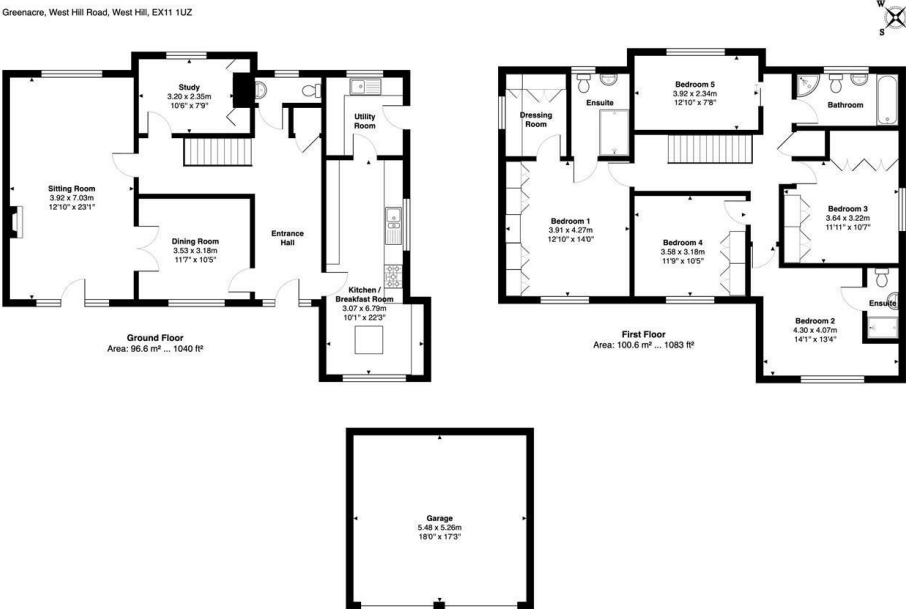 Greenacre, West Hill Road, West Hill, EX11 1UZ
W
S
Study
3.20 x 2.35m
10'6" x 7'9"
Utility
Room
Sitting Room
3.92 x 7.03m
12'10" x 23'1"
Dining Room
3.53 x 3.18m
11'7" x 10'5"
Entrance
Hall
Kitchen /
Breakfast Room
3.07 x 6.79m
10'1" x 22'3"
Ground Floor
Area: 96.6 m² ... 1040 ft²
Dressing
Room
Ensuite
Bedroom 5
3.92 x 2.34m
12'10" x 7'8"
Bathroom
Bedroom 1
3.91 x 4.27m
12'10" x 14'0"
Bedroom 4
3.58 x 3.18m
11'9" x 10'5"
Bedroom 3
3.64 x 3.22m
11'11" x 10'7"
Ensuite
Bedroom 2
4.30 x 4.07m
14'1" x 13'4"
First Floor
Area: 100.6 m² ... 1083 ft²
Garage
5.48 x 5.26m
18'0" x 17'3"